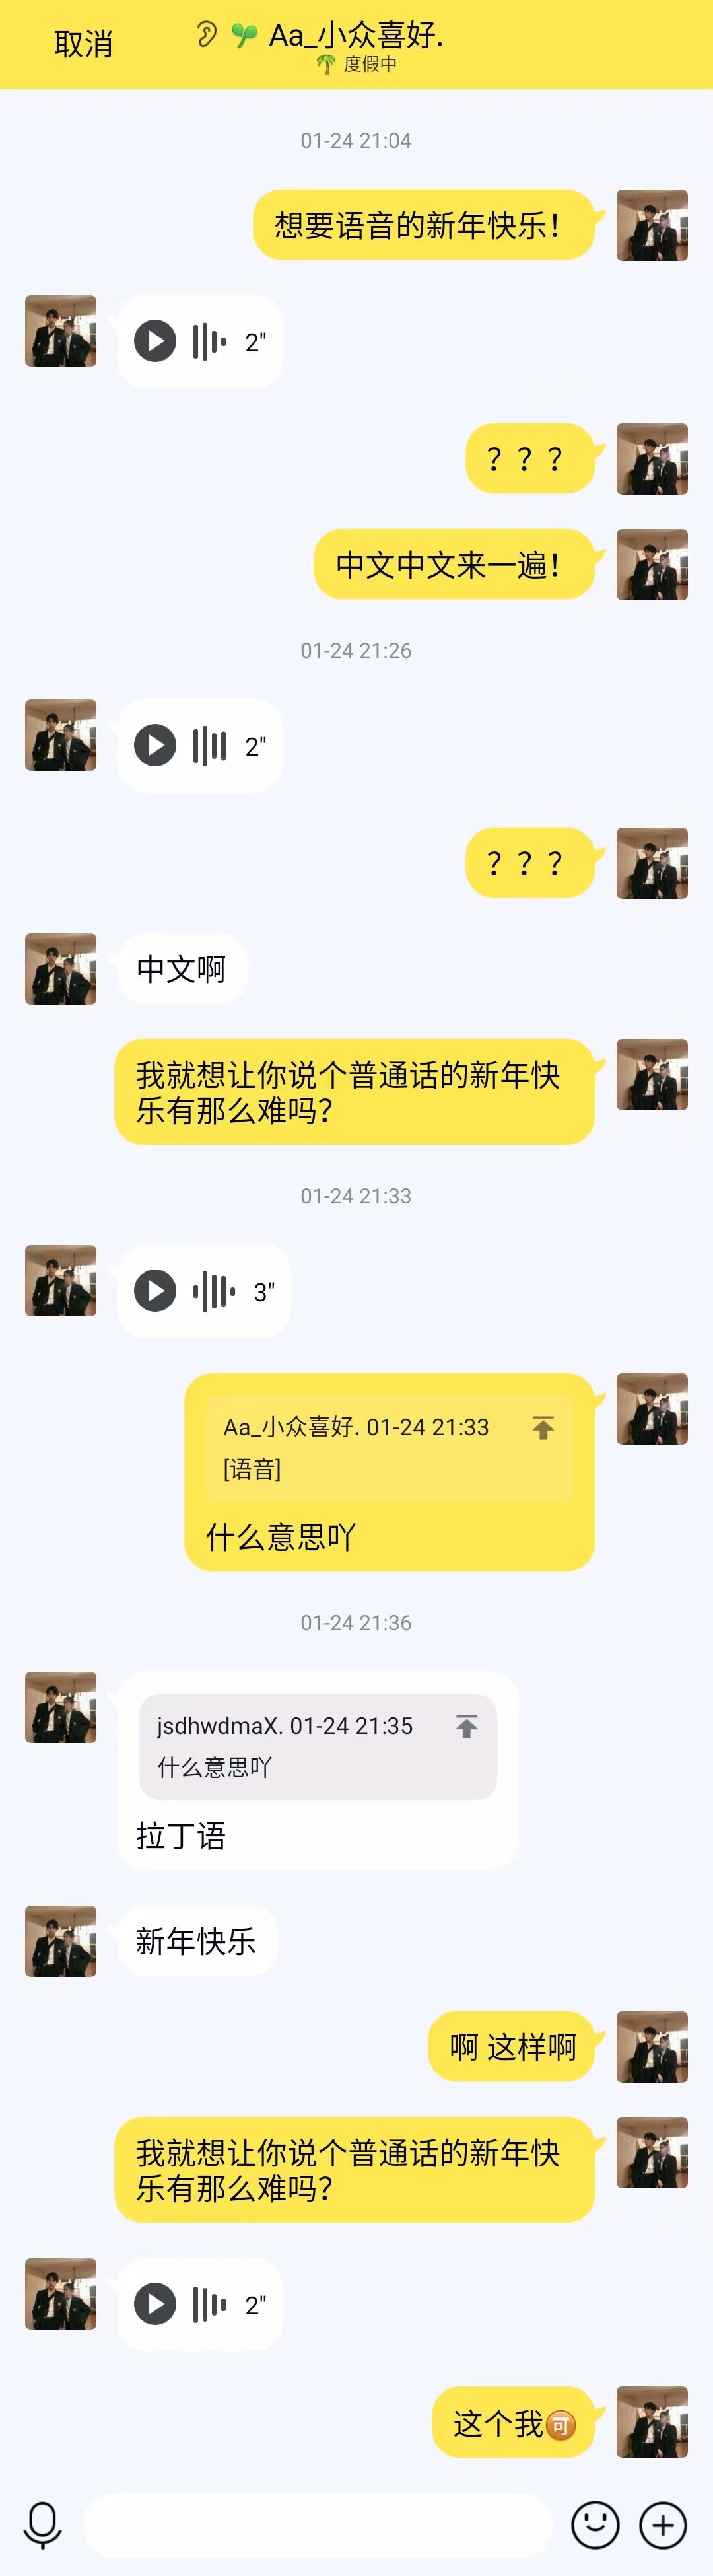 取消
Aa_小众喜好.
度假中
01-24 21:04
想要语音的新年快乐！
2"
？？？
中文中文来一遍！
01-24 21:26
2"
？？？
中文啊
我就想让你说个普通话的新年快
乐有那么难吗？
01-24 21:33
3"
Aa_小众喜好. 01-24 21:33
[语音]
什么意思吖
01-24 21:36
jsdhwdmaX. 01-24 21:35
什么意思吖
拉丁语
新年快乐
啊 这样啊
我就想让你说个普通话的新年快
乐有那么难吗？
2"
这个我🉑